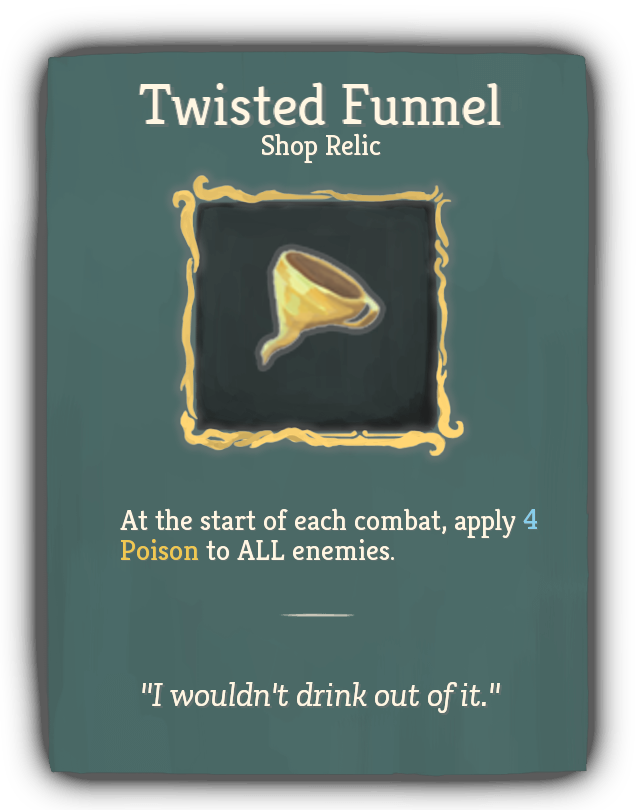 Twisted Funnel
Shop Relic
At the start of each combat, apply 4
Poison to ALL enemies.
"I wouldn't drink out of it."